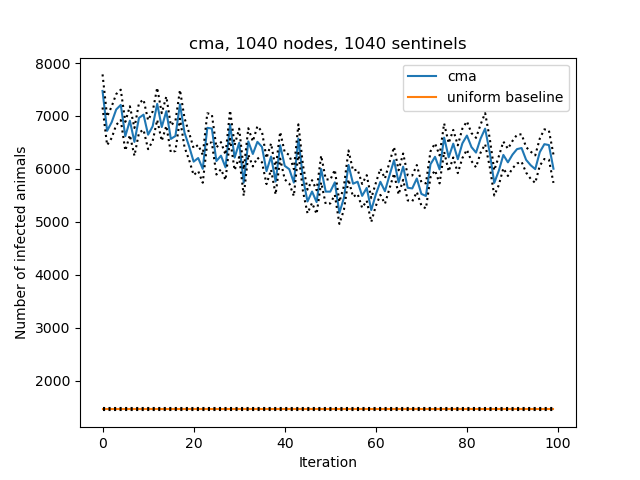 cma, 1040 nodes, 1040 sentinels
cma
uniform baseline
Number of infected animals
8000
7000
6000
5000
4000
3000
2000
0 20 40 60 80 100
Iteration